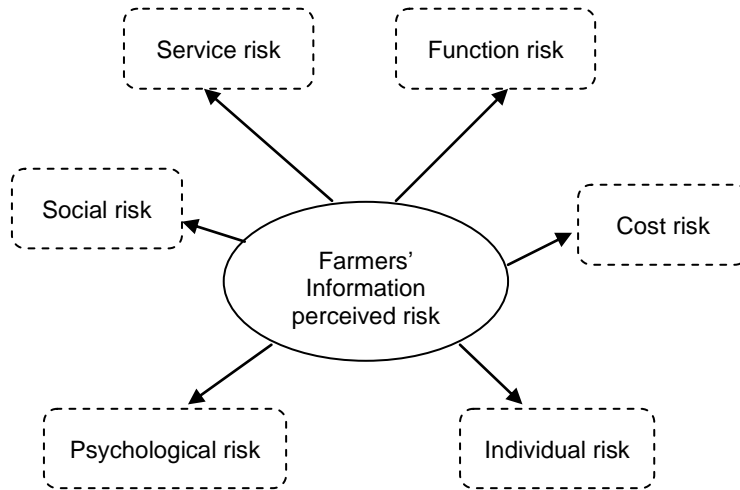 Service risk
Function risk
Social risk
Cost risk
Farmers’
Information
perceived risk
Psychological risk
Individual risk